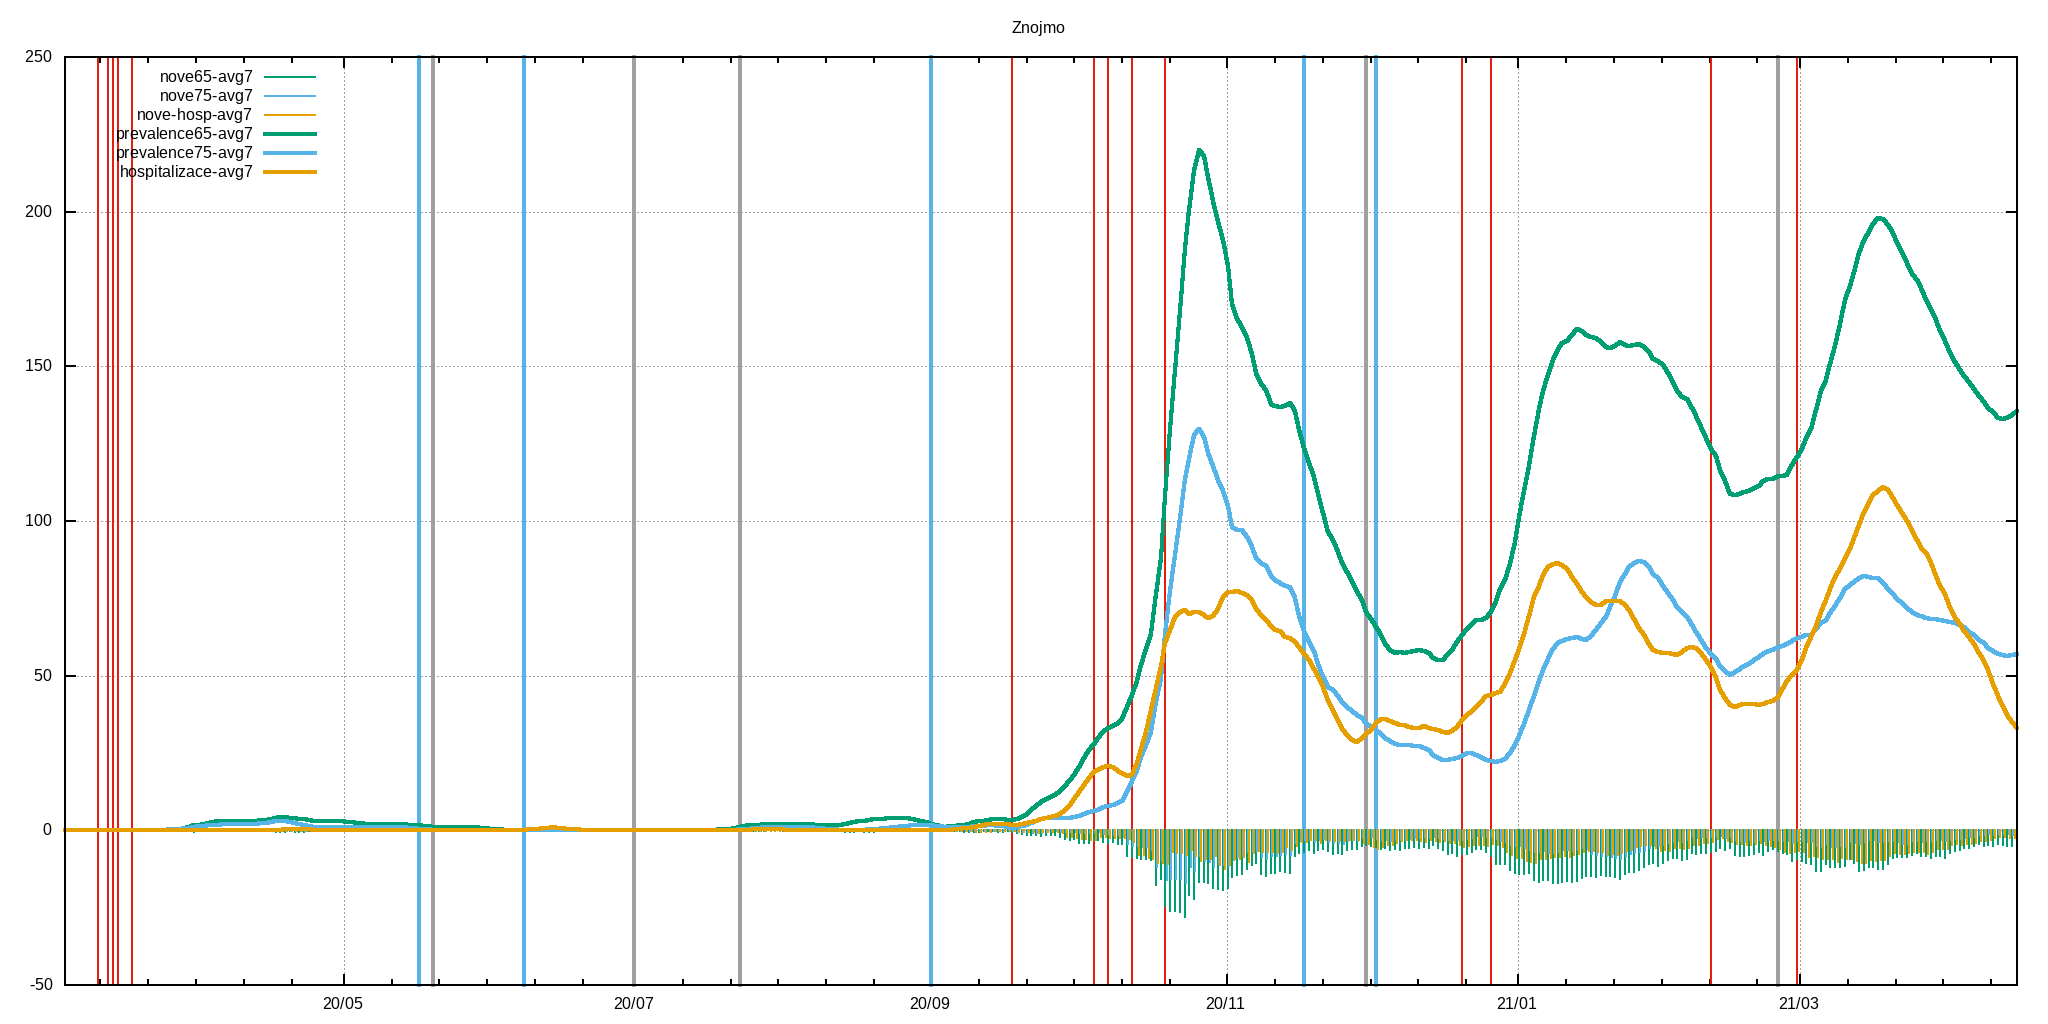 Znojmo
250
nove65-avg7
nove75-avg7
nove-hosp-avg7
prevalence65-avg7
prevalence75-avg7
hospitalizace-avg7
200
150
100
50
0
-50
20/05 20/07 20/09 20/11 21/01 21/03